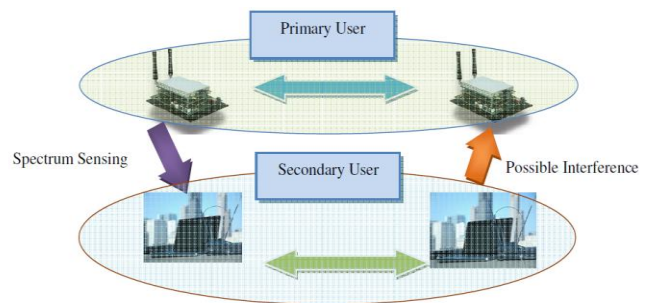 Primary User
Spectrum Sensing
Secondary User
Possible Interference